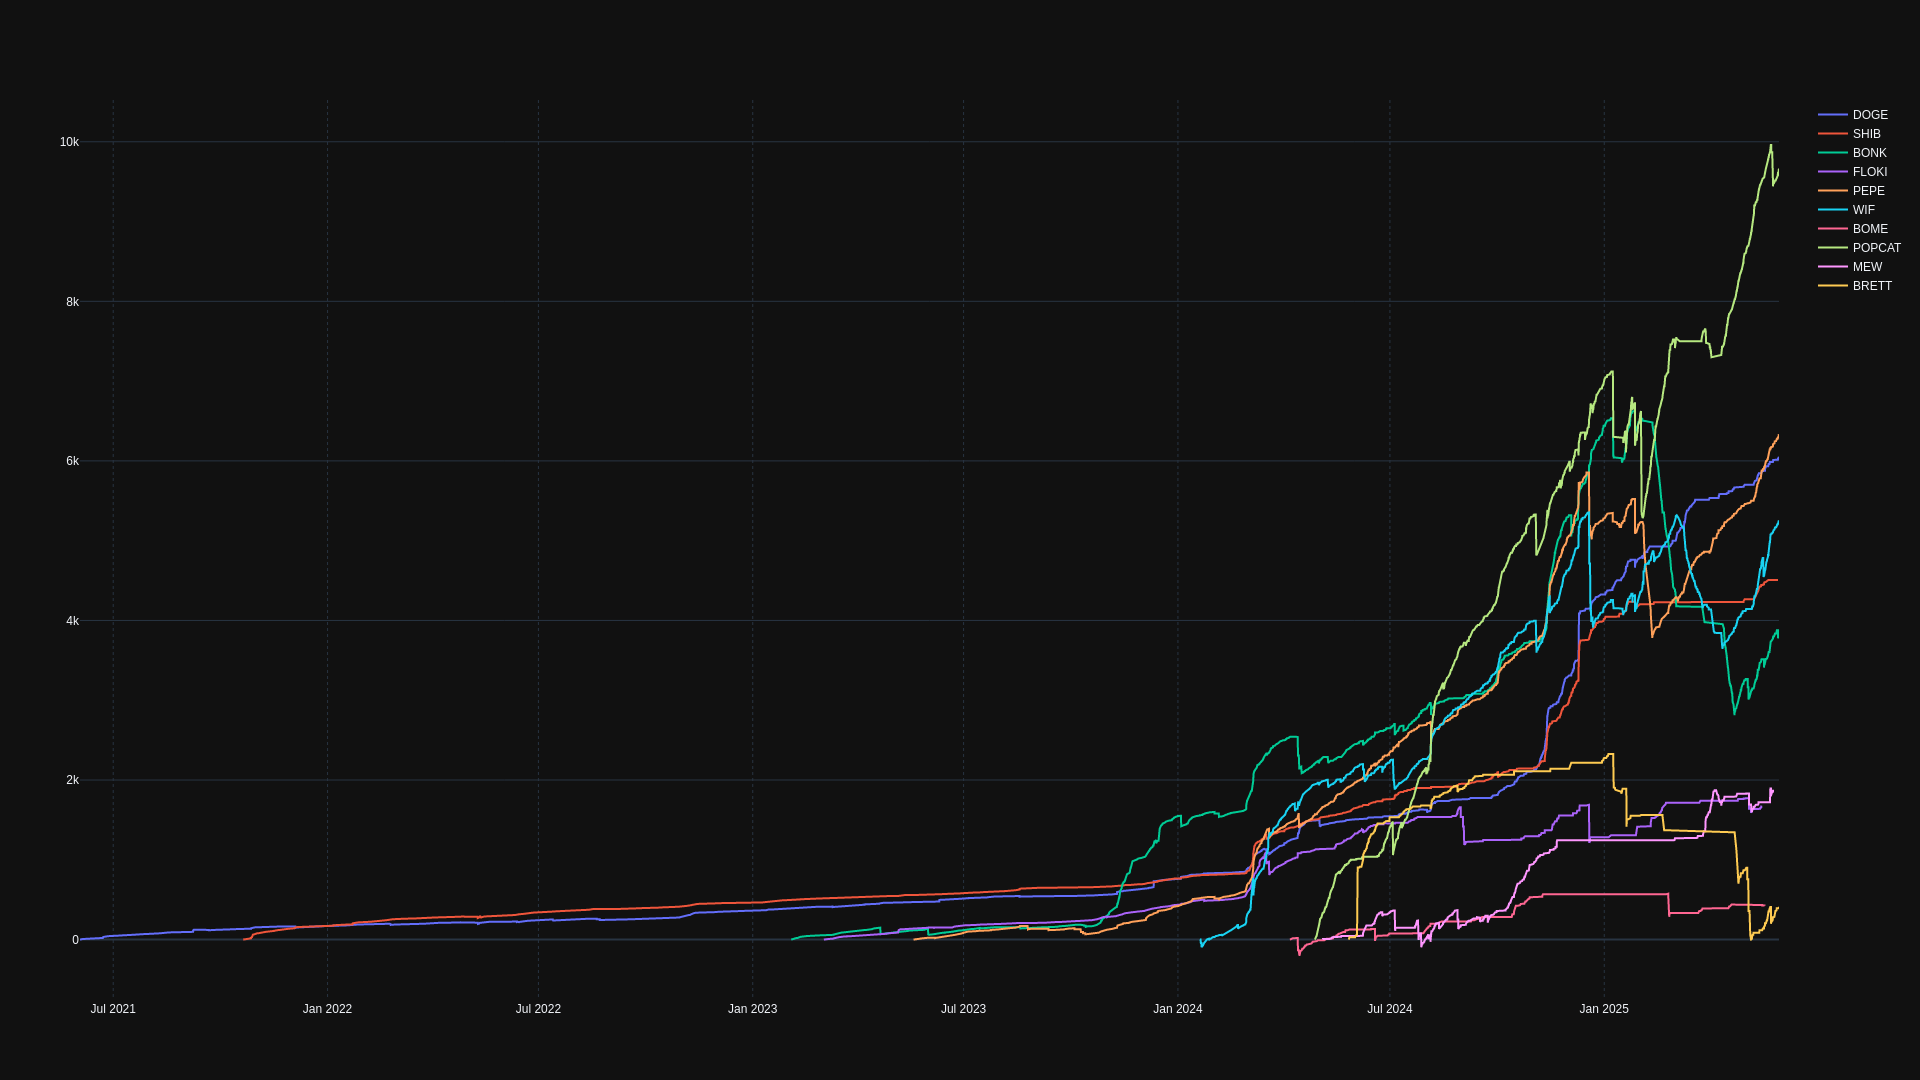 10k
8k
6k
4k
2k
0
Jul 2021
Jan 2022
Jul 2022
Jan 2023
Jul 2023
Jan 2024
Jul 2024
Jan 2025
DOGE
SHIB
BONK
FLOKI
PEPE
WIF
BOME
POPCAT
MEW
BRETT